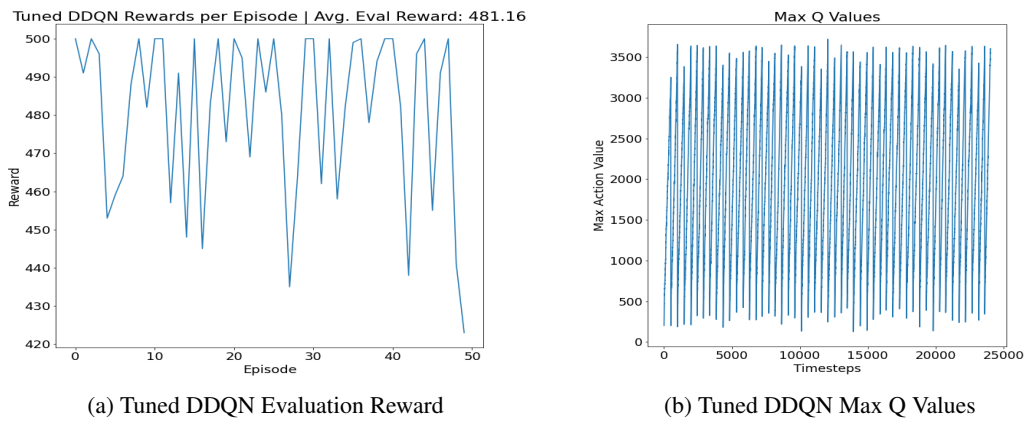 Tuned DDQN Rewards per Episode | Avg. Eval Reward: 481.16
500
490
480
470
460
450
440
430
420
Reward
0 10 20 30 40 50
Episode
(a) Tuned DDQN Evaluation Reward
Max Q Values
3500
3000
2500
2000
1500
1000
500
0
Max Action Value
0 5000 10000 15000 20000 25000
Timesteps
(b) Tuned DDQN Max Q Values